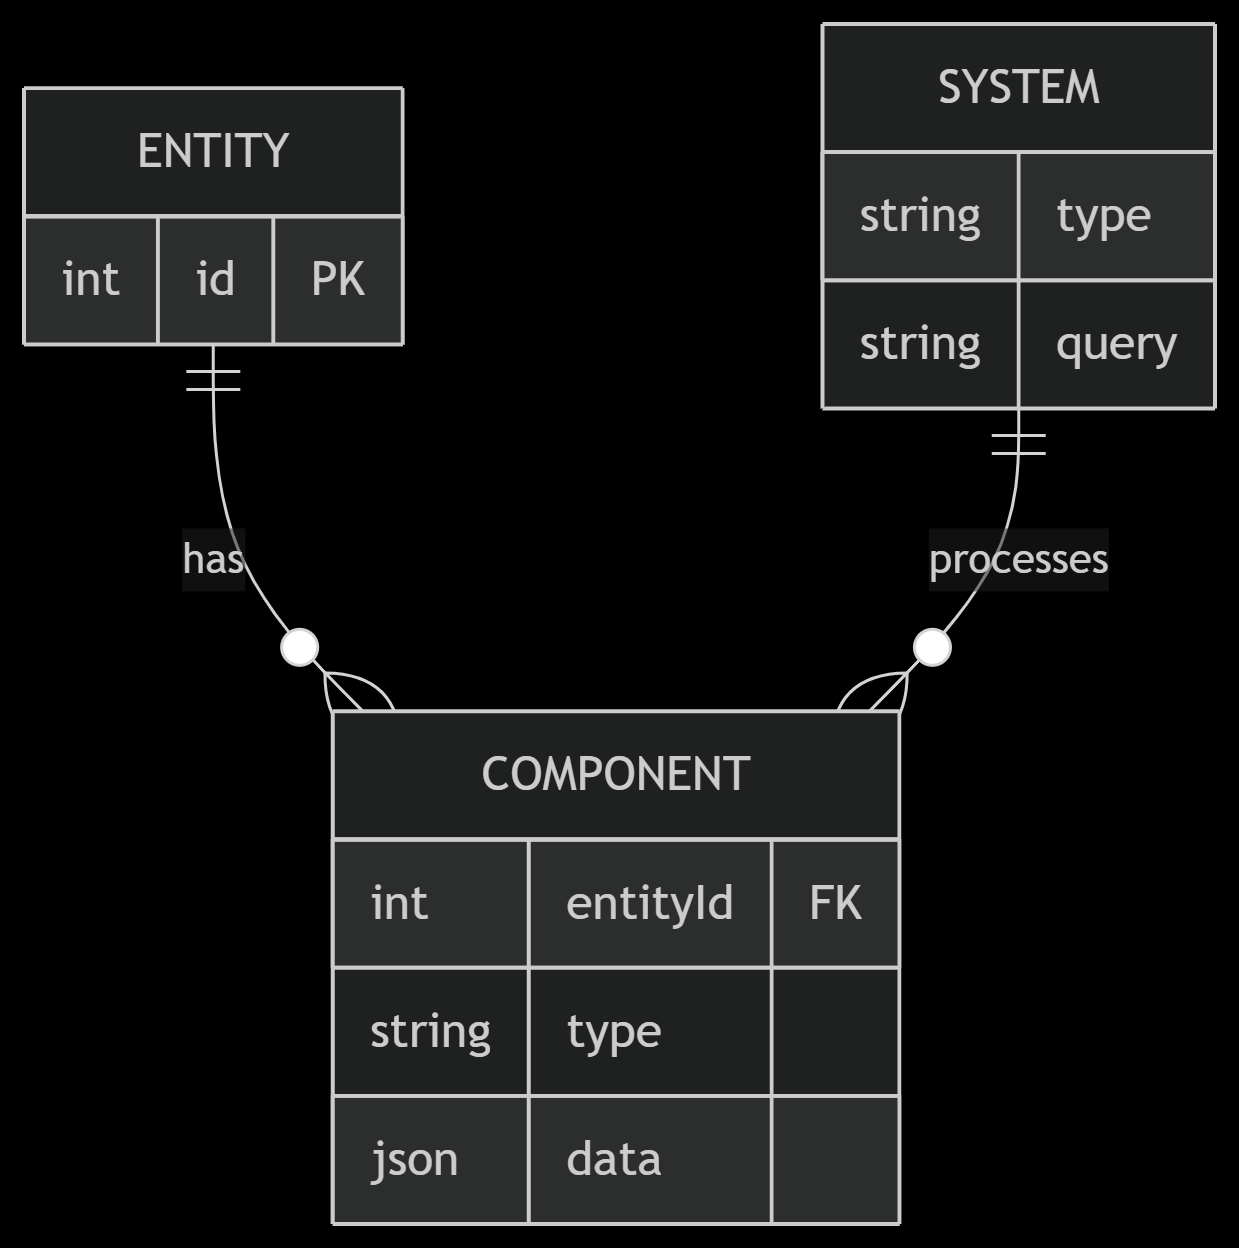 ENTITY
int id PK
SYSTEM
string type
string query
has
processes
COMPONENT
int entityId FK
string type
json data